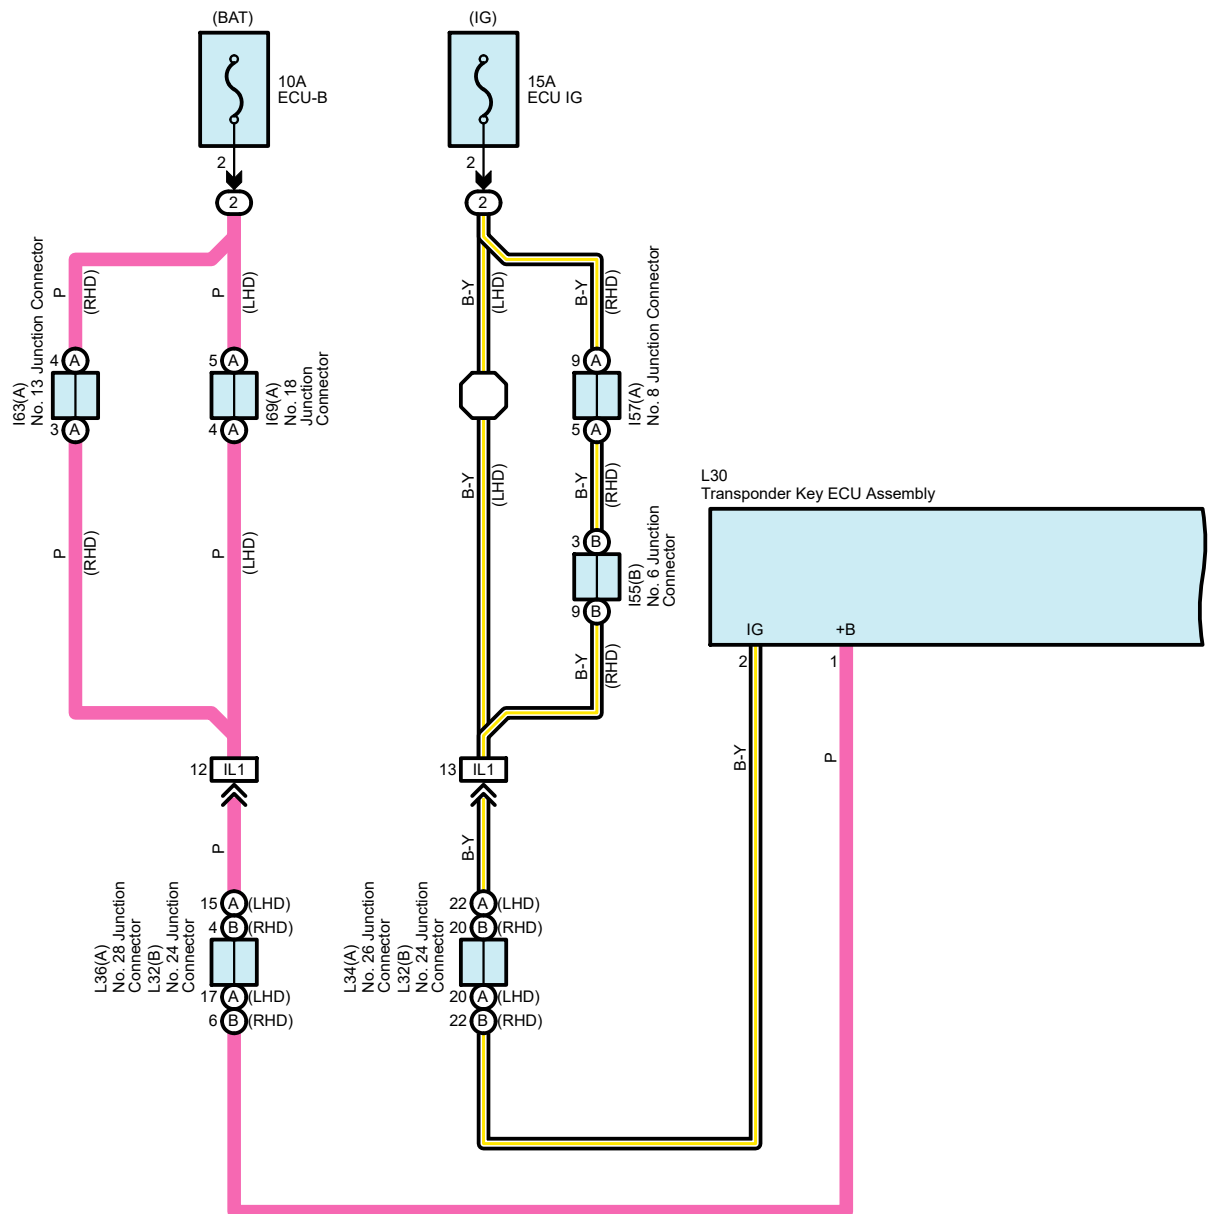 (BAT)
(IG)
10A
ECU-B
15A
ECU IG
2
2
2
2
P
(RHD)
P
(LHD)
B-Y
(LHD)
B-Y
(RHD)
4 A
5 A
9 A
I63(A)
No. 13 Junction Connector
I69(A)
No. 18
Junction
Connector
I57(A)
No. 8 Junction Connector
3 A
4 A
5 A
B-Y
(LHD)
B-Y
(RHD)
L30
Transponder Key ECU Assembly
P
(RHD)
P
(LHD)
3 B
I55(B)
No. 6 Junction
Connector
9 B
IG
+B
2
1
B-Y
(RHD)
B-Y
P
12 IL1
13 IL1
P
B-Y
15 A (LHD)
4 B (RHD)
22 A (LHD)
20 B (RHD)
L36(A)
No. 28 Junction
Connector
L32(B)
No. 24 Junction
Connector
L34(A)
No. 26 Junction
Connector
L32(B)
No. 24 Junction
Connector
17 A (LHD)
6 B (RHD)
20 A (LHD)
22 B (RHD)